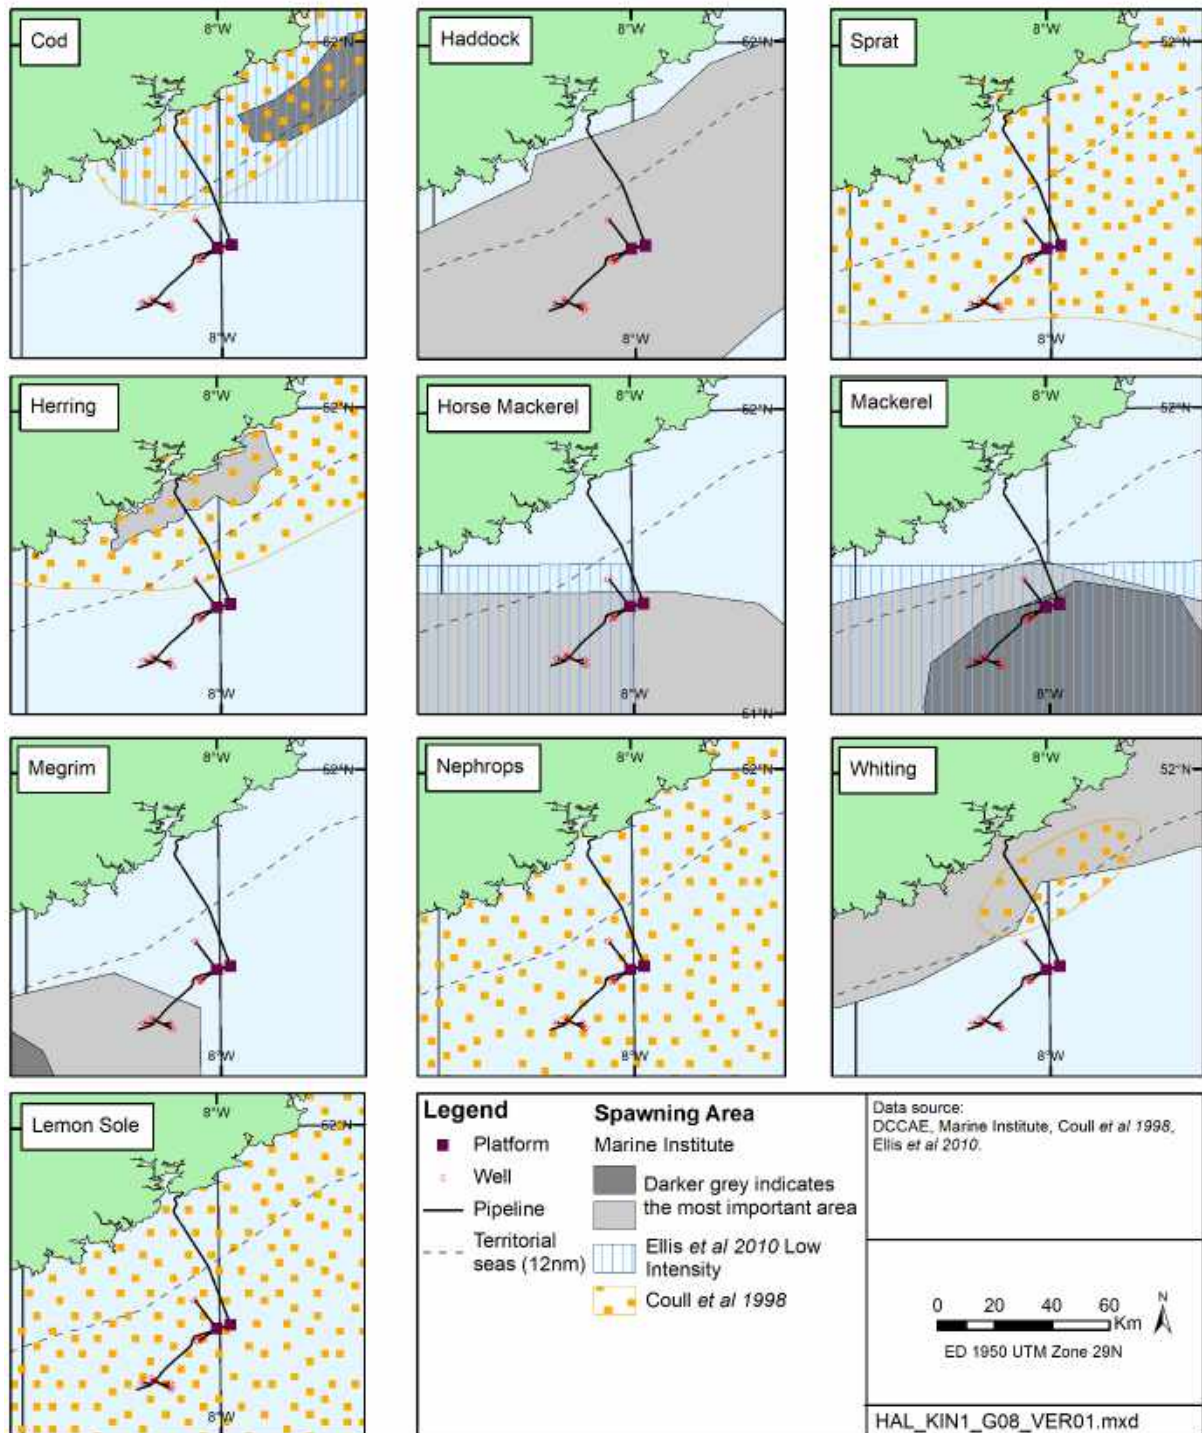 Cod
8°W
52°N
8°W
Haddock
8°W
Sprat
8°W
52°N
8°W
Herring
8°W
52°N
8°W
Horse Mackerel
8°W
52°N
8°W
51°N
Mackerel
8°W
52°N
8°W
Megrim
8°W
52°N
8°W
Nephrops
8°W
52°N
8°W
Whiting
8°W
52°N
8°W
Lemon Sole
8°W
52°N
8°W
Legend
Platform
Well
Pipeline
Territorial
seas (12nm)
Spawning Area
Marine Institute
Darker grey indicates
the most important area
Ellis et al 2010 Low
Intensity
Coull et al 1998
Data source:
DCCAE, Marine Institute, Coull et al 1998,
Ellis et al 2010.
N
0 20 40 60
Km
ED 1950 UTM Zone 29N
HAL_KIN1_G08_VER01.mxd